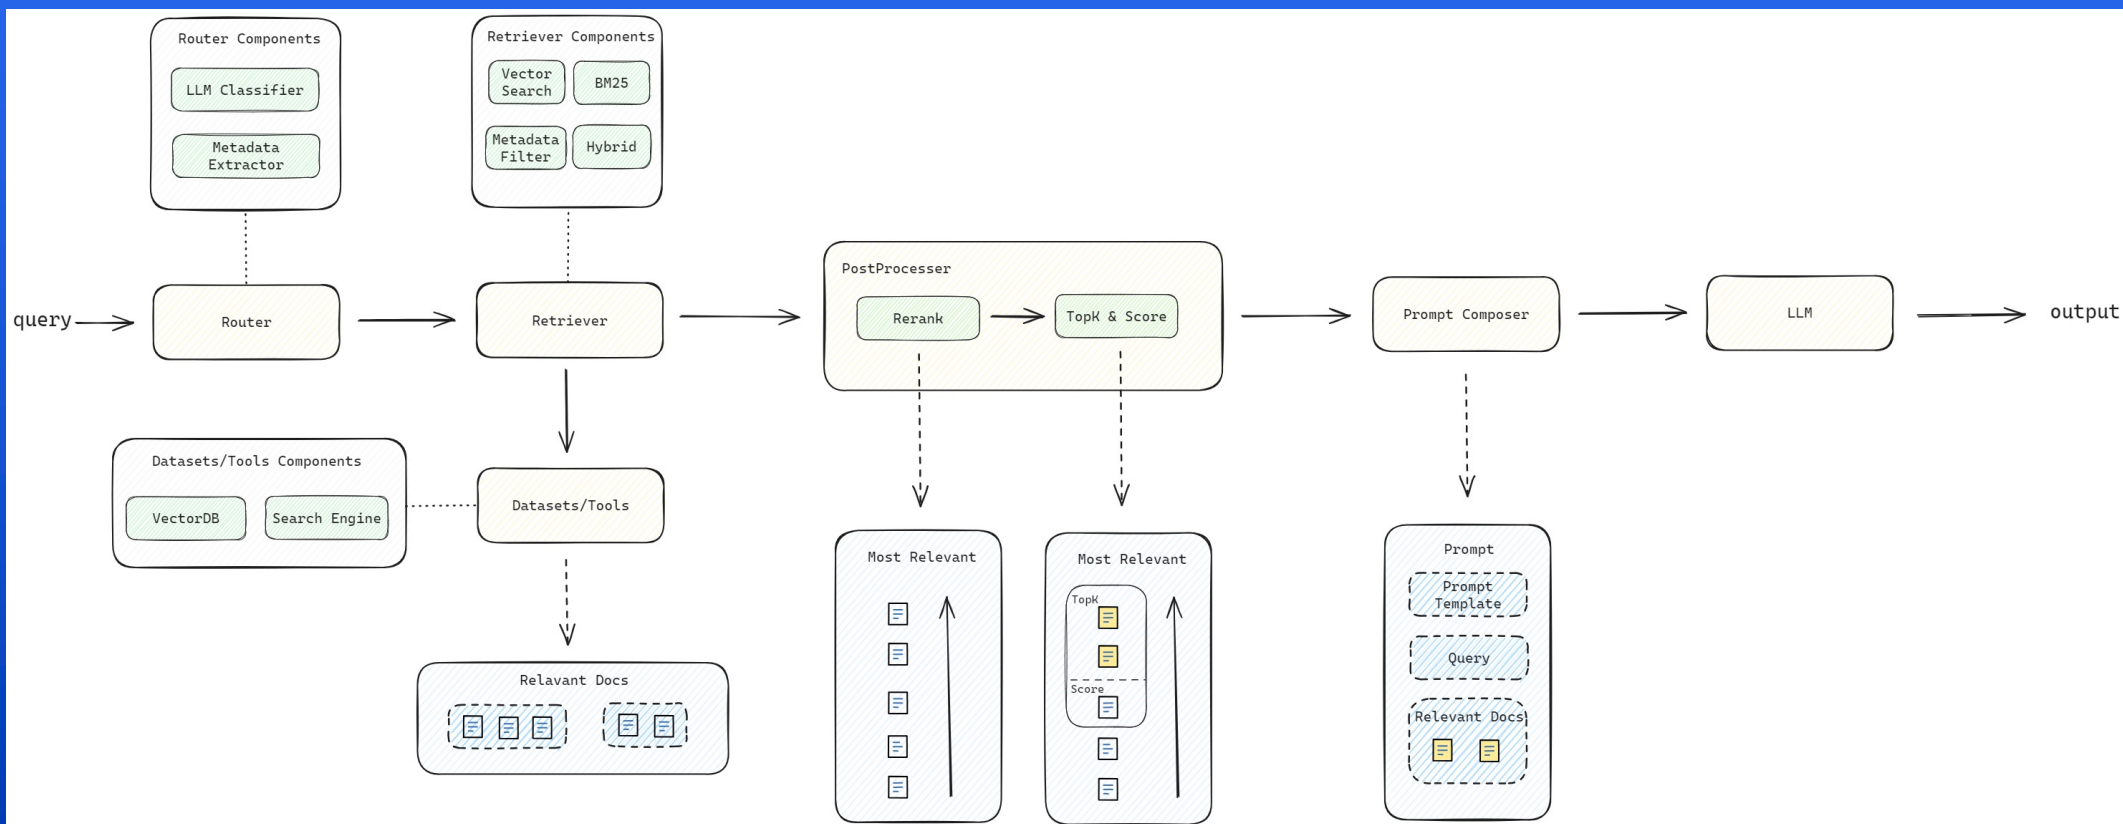 Router Components
LLM Classifier
Metadata
Extractor
Retriever Components
Vector
Search
BM25
Metadata
Filter
Hybrid
query
Router
Retriever
PostProcesser
Rerank
TopK & Score
Prompt Composer
LLM
output
Datasets/Tools Components
VectorDB
Search Engine
Datasets/Tools
Relavant Docs
Most Relevant
Most Relevant
TopK
Score
Prompt
Prompt
Template
Query
Relevant Docs